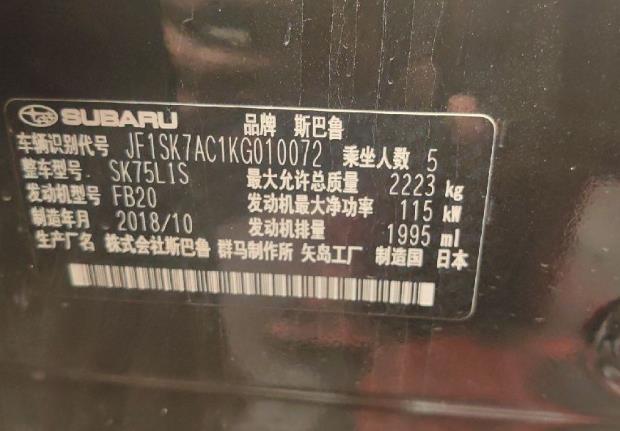 SUBARU 品牌 斯巴鲁
车辆识别代号 JF1SK7AC1KG010072 乘坐人数 5
整车型号 SK75L1S 最大允许总质量 2223 kg
发动机型号 FB20 发动机最大净功率 115 kW
制造年月 2018/10 发动机排量 1995 ml
生产厂名 株式会社斯巴鲁 群马制作所 矢岛工厂 制造国 日本